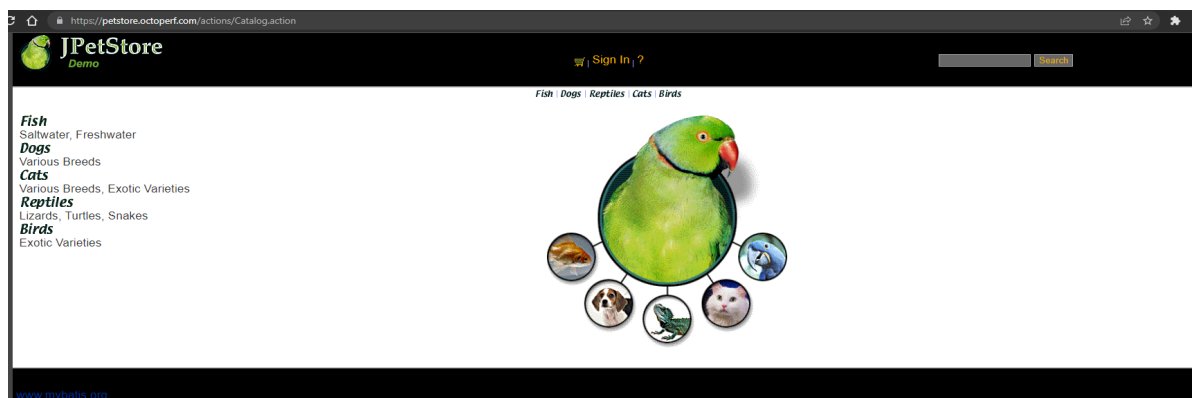 https://petstore.octoperf.com/actions/Catalog.action
JPetStore
Demo
| Sign In | ?
Search
Fish | Dogs | Reptiles | Cats | Birds
Fish
Saltwater, Freshwater
Dogs
Various Breeds
Cats
Various Breeds, Exotic Varieties
Reptiles
Lizards, Turtles, Snakes
Birds
Exotic Varieties
www.mybatis.org